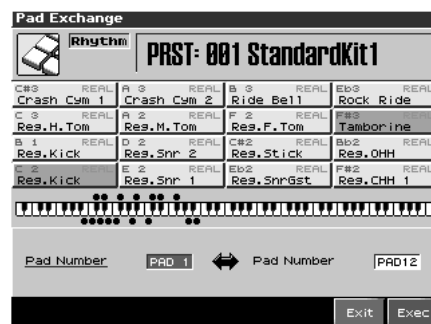 Pad Exchange
Rhythm
PRST: 001 StandardKit1
C#3 REAL A 3 REAL B 3 REAL Eb3 REAL
Crash Cym 1 Crash Cym 2 Ride Bell Rock Ride
C 3 REAL A 2 REAL F 2 REAL F#3 REAL
Reg.H.Tom Reg.M.Tom Reg.F.Tom Tamborine
B 1 REAL D 2 REAL C#2 REAL Bb2 REAL
Reg.Kick Reg.Snr 2 Reg.Stick Reg.OHH
C 2 REAL E 2 REAL Eb2 REAL F#2 REAL
Reg.Kick Reg.Snr 1 Reg.SnrGst Reg.CHH 1
Pad Number PAD 1 Pad Number PAD12
Exit Exec